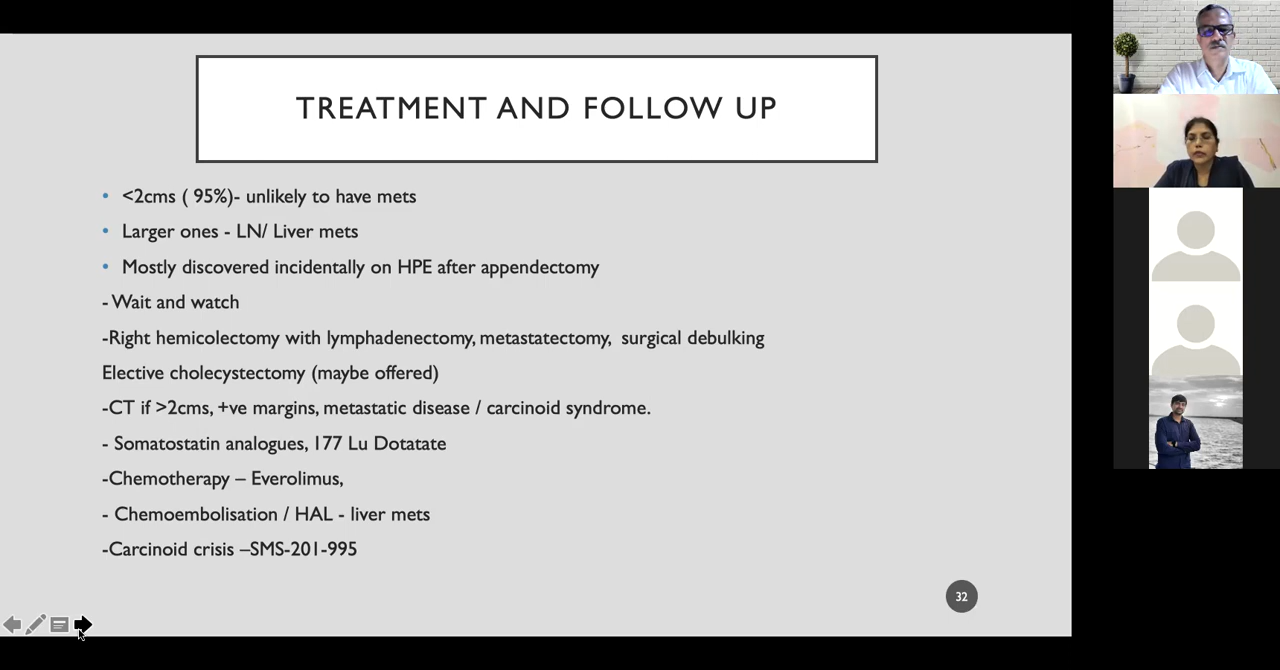 TREATMENT AND FOLLOW UP
• <2cms ( 95%)- unlikely to have mets
• Larger ones - LN/ Liver mets
• Mostly discovered incidentally on HPE after appendectomy
- Wait and watch
-Right hemicolectomy with lymphadenectomy, metastatectomy,  surgical debulking
Elective cholecystectomy (maybe offered)
-CT if >2cms, +ve margins, metastatic disease / carcinoid syndrome.
- Somatostatin analogues, 177 Lu Dotatate
-Chemotherapy – Everolimus,
- Chemoembolisation / HAL - liver mets
-Carcinoid crisis –SMS-201-995
32